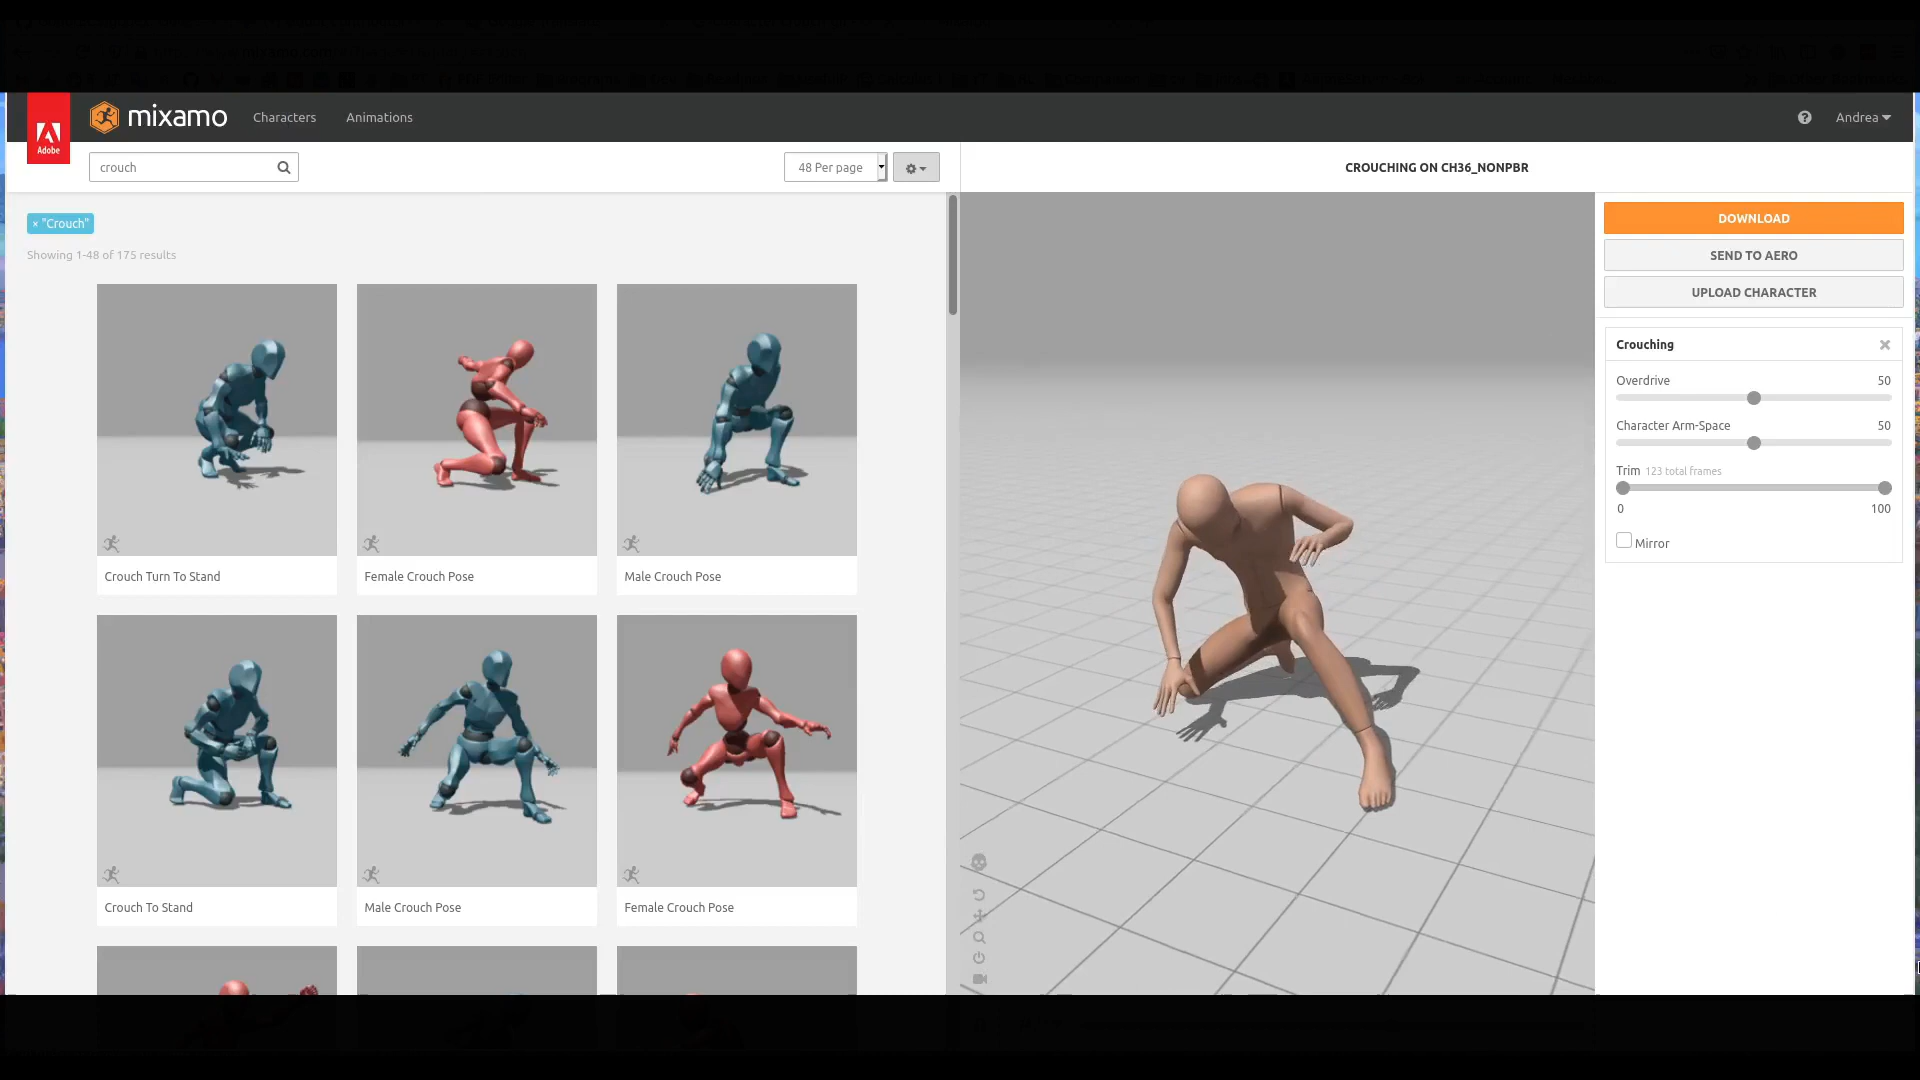 Adobe
mixamo
Characters
Animations
Andrea
crouch
48 Per page
CROUCHING ON CH36_NONPBR
× "Crouch"
Showing 1-48 of 175 results
Crouch Turn To Stand
Female Crouch Pose
Male Crouch Pose
Crouch To Stand
Male Crouch Pose
Female Crouch Pose
DOWNLOAD
SEND TO AERO
UPLOAD CHARACTER
Crouching
Overdrive 50
Character Arm-Space 50
Trim 123 total frames
0 100
Mirror